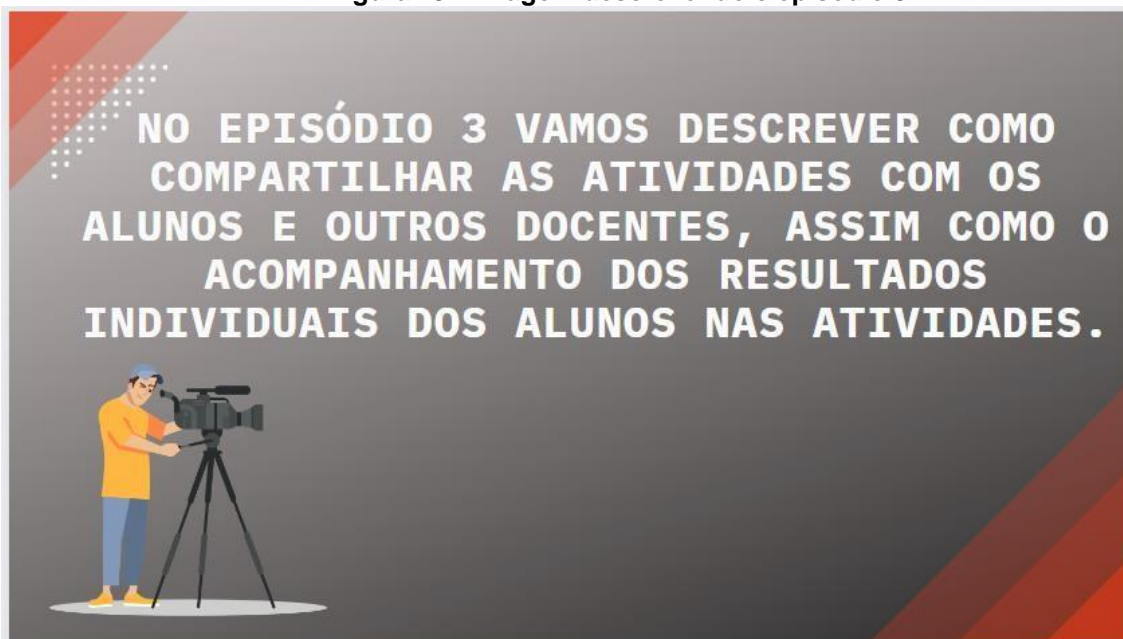 NO EPISÓDIO 3 VAMOS DESCREVER COMO
COMPARTILHAR AS ATIVIDADES COM OS
ALUNOS E OUTROS DOCENTES, ASSIM COMO O
ACOMPANHAMENTO DOS RESULTADOS
INDIVIDUAIS DOS ALUNOS NAS ATIVIDADES.